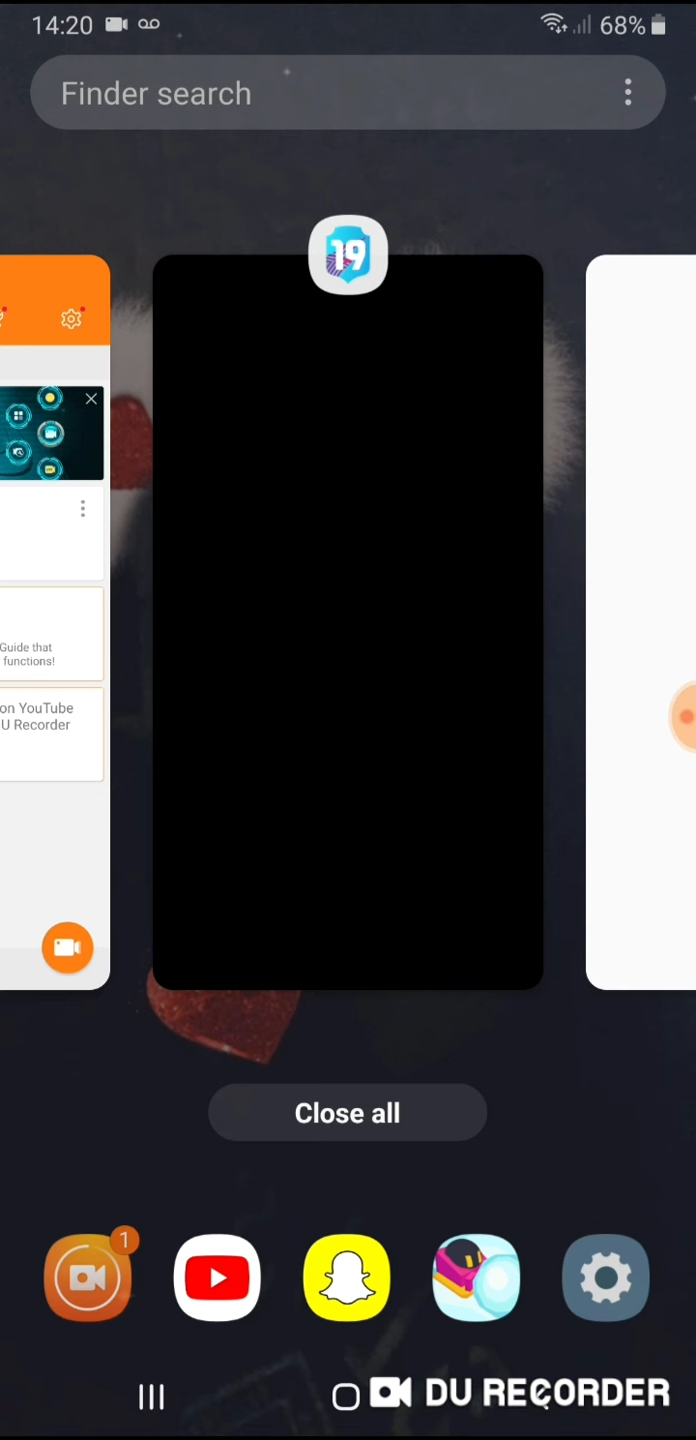 14:20
68%
Finder search
19
Guide that
functions!
on YouTube
U Recorder
Close all
1
DU RECORDER